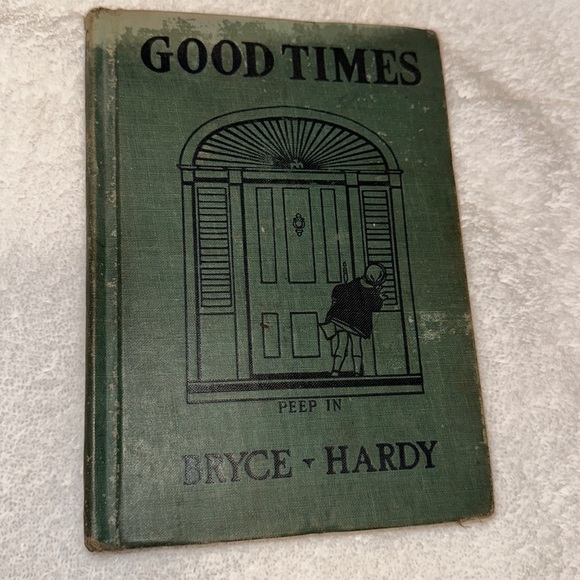 GOOD TIMES
PEEP IN
BRYCE - HARDY